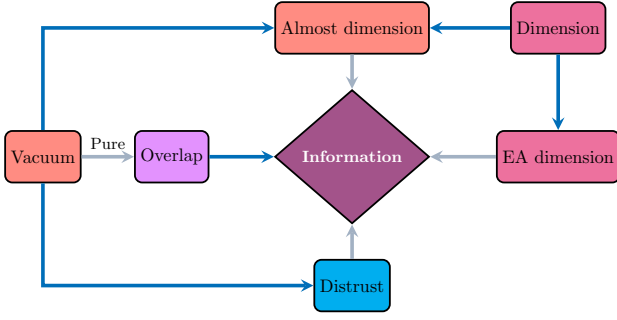 Almost dimension
Dimension
Pure
Vacuum
Overlap
Information
EA dimension
Distrust